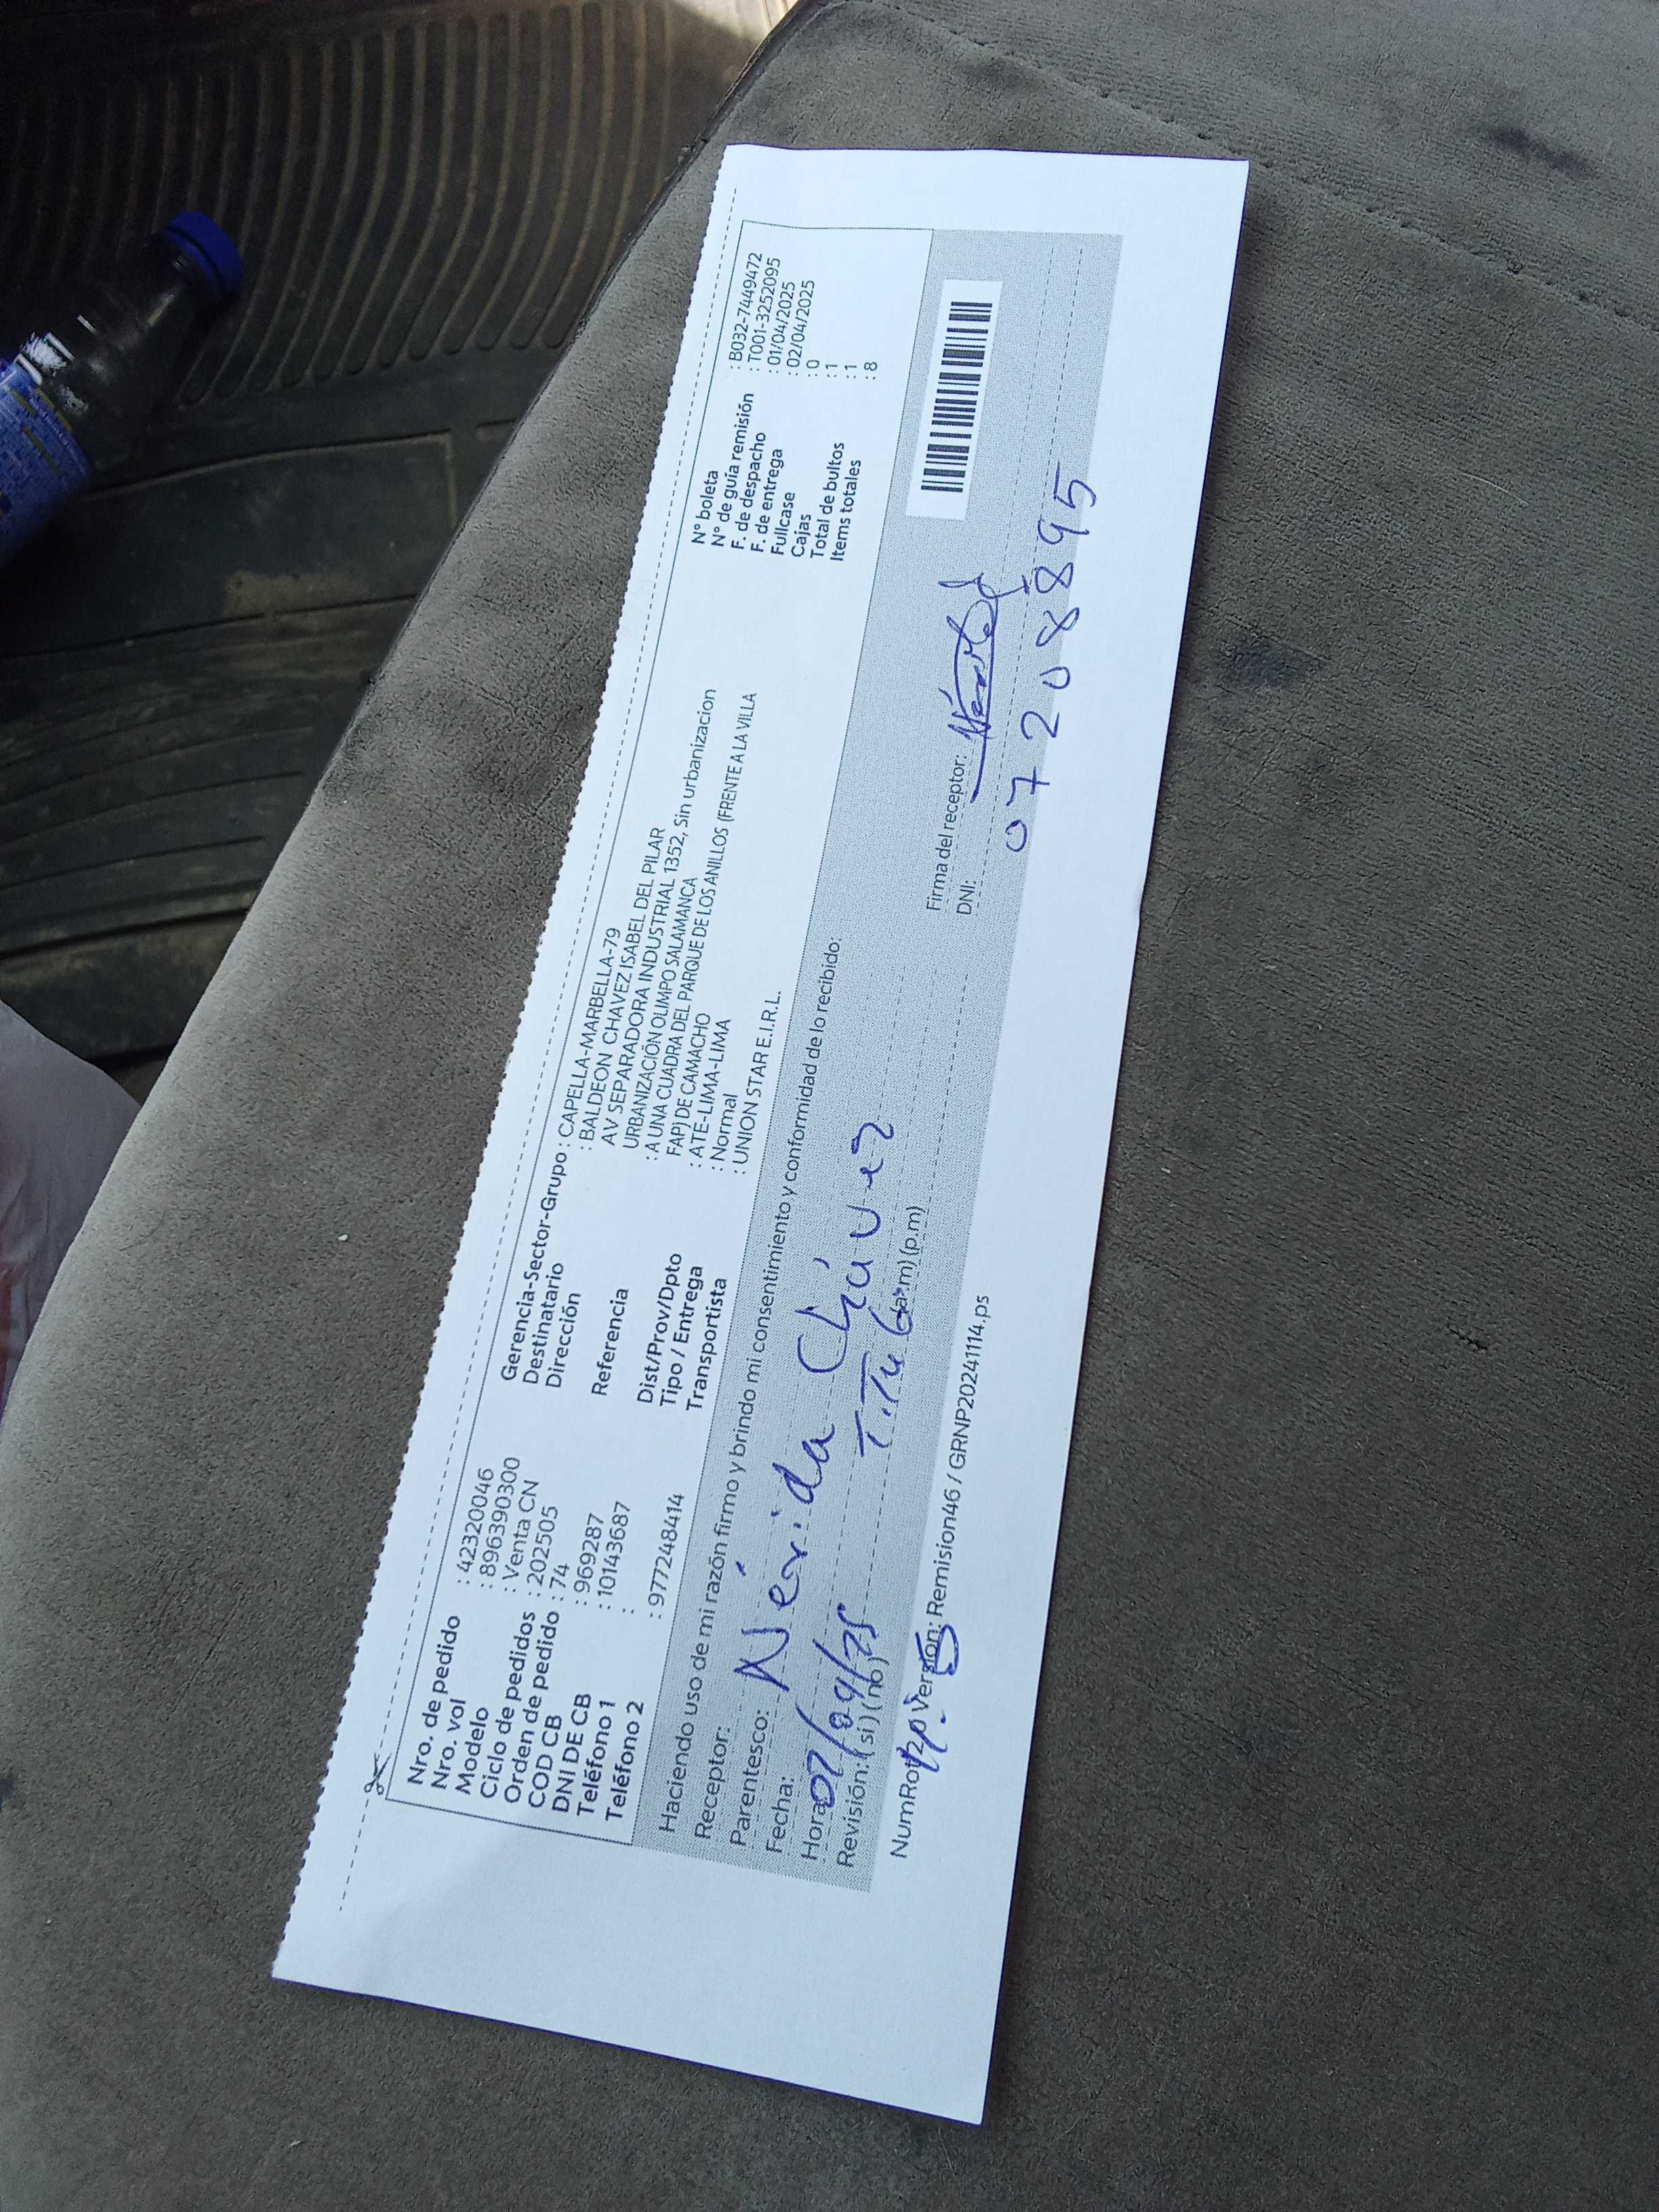 Nro. de pedido : 42320046
Nro. vol : 896390300
Modelo : Venta CN
Ciclo de pedidos : 202505
Orden de pedido : 74
COD CB : 969287
DNI DE CB : 10143687
Teléfono 1 :
Teléfono 2 : 977248414
Gerencia-Sector-Grupo : CAPELLA-MARBELLA-79
Destinatario : BALDEON CHAVEZ ISABEL DEL PILAR
Dirección AV SEPARADORA INDUSTRIAL 1352, Sin urbanizacion
URBANIZACIÓN OLIMPO SALAMANCA
Referencia : A UNA CUADRA DEL PARQUE DE LOS ANILLOS (FRENTE A LA VILLA
FAP) DE CAMACHO
Dist/Prov/Dpto : ATE-LIMA-LIMA
Tipo / Entrega : Normal
Transportista : UNION STAR E.I.R.L.
N° boleta : B032-7449472
N° de guía remisión : T001-3252095
F. de despacho : 01/04/2025
F. de entrega : 02/04/2025
Fullcase : 0
Cajas : 1
Total de bultos : 1
Items totales : 8
Haciendo uso de mi razón firmo y brindo mi consentimiento y conformidad de lo recibido:
Receptor: Nérida Chávez
Parentesco:
Fecha:
Hora: (a.m) (p.m)
Revisión: (si) (no)
Firma del receptor:
DNI: 07208895
Versión: Remision46 / GRNP20241114.ps